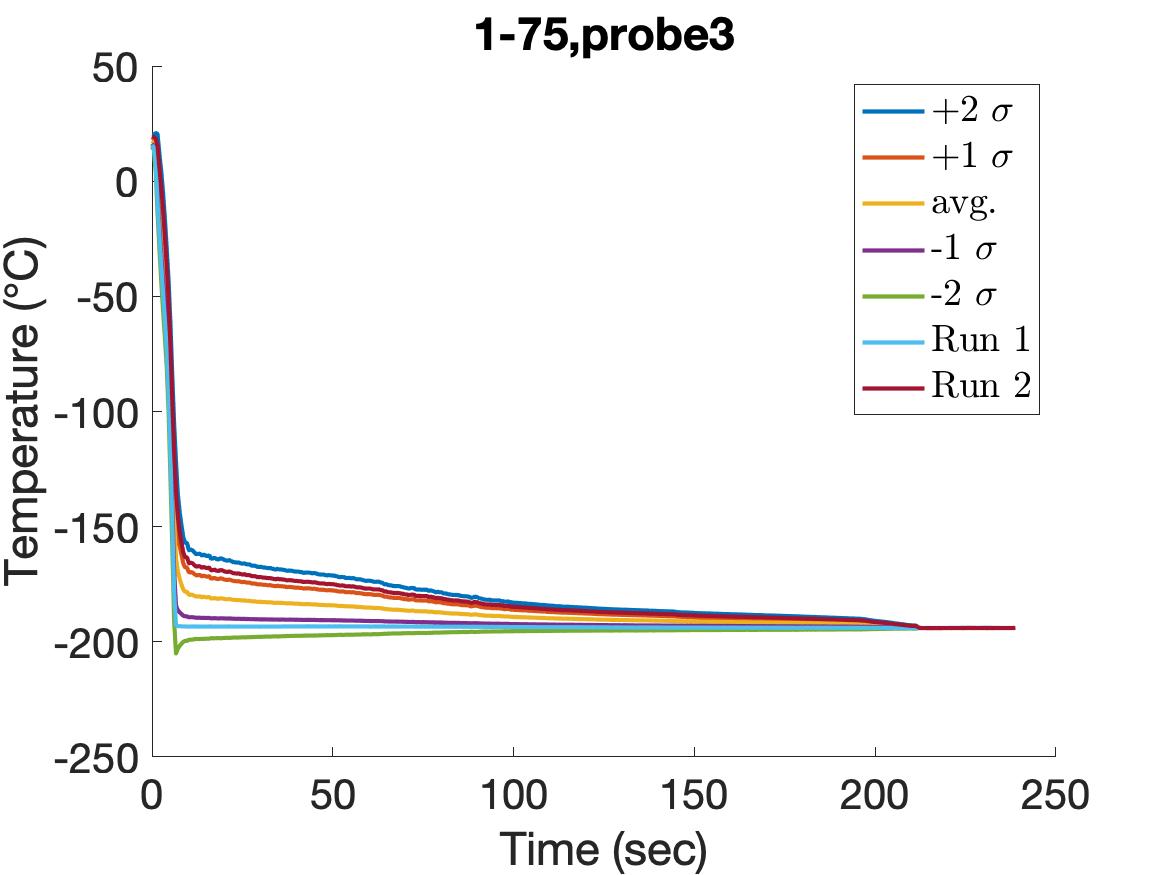 1-75,probe3
50
0
-50
-100
-150
-200
-250
Temperature (°C)
0 50 100 150 200 250
Time (sec)
+2 σ
+1 σ
avg.
-1 σ
-2 σ
Run 1
Run 2